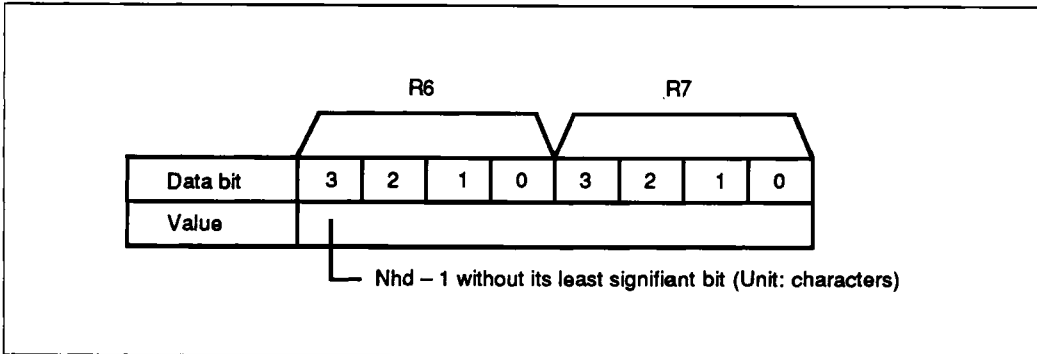 R6 R7
Data bit 3 2 1 0 3 2 1 0
Value
Nhd – 1 without its least signifiant bit (Unit: characters)